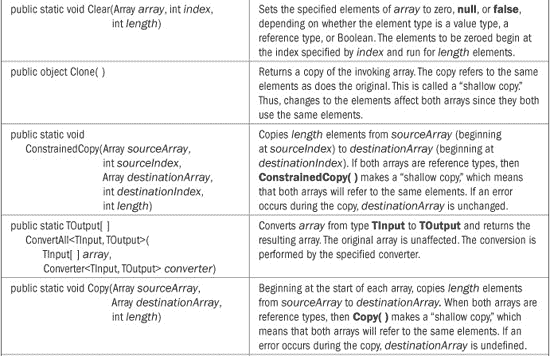 public static void Clear(Array array, int index,
int length)
Sets the specified elements of array to zero, null, or false,
depending on whether the element type is a value type, a
reference type, or Boolean. The elements to be zeroed begin at
the index specified by index and run for length elements.
public object Clone( )
Returns a copy of the invoking array. The copy refers to the same
elements as does the original. This is called a “shallow copy.”
Thus, changes to the elements affect both arrays since they both
use the same elements.
public static void
ConstrainedCopy(Array sourceArray,
int sourceIndex,
Array destinationArray,
int destinationIndex,
int length)
Copies length elements from sourceArray (beginning
at sourceIndex) to destinationArray (beginning at
destinationIndex). If both arrays are reference types, then
ConstrainedCopy( ) makes a “shallow copy,” which means
that both arrays will refer to the same elements. If an error
occurs during the copy, destinationArray is unchanged.
public static TOutput[ ]
ConvertAll<TInput, TOutput>(
TInput[ ] array,
Converter<TInput, TOutput> converter)
Converts array from type TInput to TOutput and returns the
resulting array. The original array is unaffected. The conversion is
performed by the specified converter.
public static void Copy(Array sourceArray,
Array destinationArray,
int length)
Beginning at the start of each array, copies length elements
from sourceArray to destinationArray. When both arrays are
reference types, then Copy( ) makes a “shallow copy,” which
means that both arrays will refer to the same elements. If an
error occurs during the copy, destinationArray is undefined.